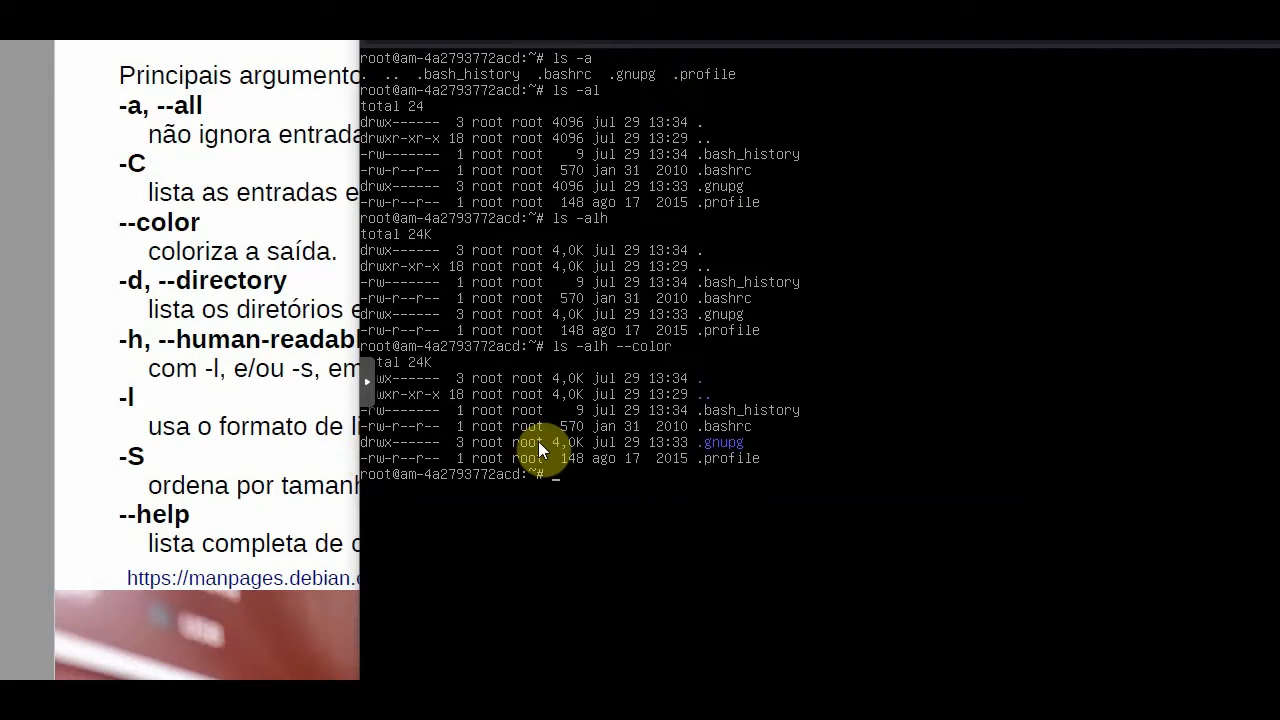 Principais argumento
-a, --all
não ignora entrada
-C
lista as entradas e
--color
coloriza a saída.
-d, --directory
lista os diretórios e
-h, --human-readabl
com -l, e/ou -s, em
-l
usa o formato de li
-S
ordena por tamanh
--help
lista completa de o
https://manpages.debian.o
root@am-4a2793772acd:~# ls -a
. .. .bash_history .bashrc .gnupg .profile
root@am-4a2793772acd:~# ls -al
total 24
drwx------ 3 root root 4096 jul 29 13:34 .
drwxr-xr-x 18 root root 4096 jul 29 13:29 ..
-rw------- 1 root root 9 jul 29 13:34 .bash_history
-rw-r--r-- 1 root root 570 jan 31 2010 .bashrc
drwx------ 3 root root 4096 jul 29 13:33 .gnupg
-rw-r--r-- 1 root root 148 ago 17 2015 .profile
root@am-4a2793772acd:~# ls -alh
total 24K
drwx------ 3 root root 4,0K jul 29 13:34 .
drwxr-xr-x 18 root root 4,0K jul 29 13:29 ..
-rw------- 1 root root 9 jul 29 13:34 .bash_history
-rw-r--r-- 1 root root 570 jan 31 2010 .bashrc
drwx------ 3 root root 4,0K jul 29 13:33 .gnupg
-rw-r--r-- 1 root root 148 ago 17 2015 .profile
root@am-4a2793772acd:~# ls -alh --color
tal 24K
wx------ 3 root root 4,0K jul 29 13:34 .
wxr-xr-x 18 root root 4,0K jul 29 13:29 ..
-rw------- 1 root root 9 jul 29 13:34 .bash_history
-rw-r--r-- 1 root root 570 jan 31 2010 .bashrc
drwx------ 3 root root 4,0K jul 29 13:33 .gnupg
-rw-r--r-- 1 root root 148 ago 17 2015 .profile
root@am-4a2793772acd:~# _